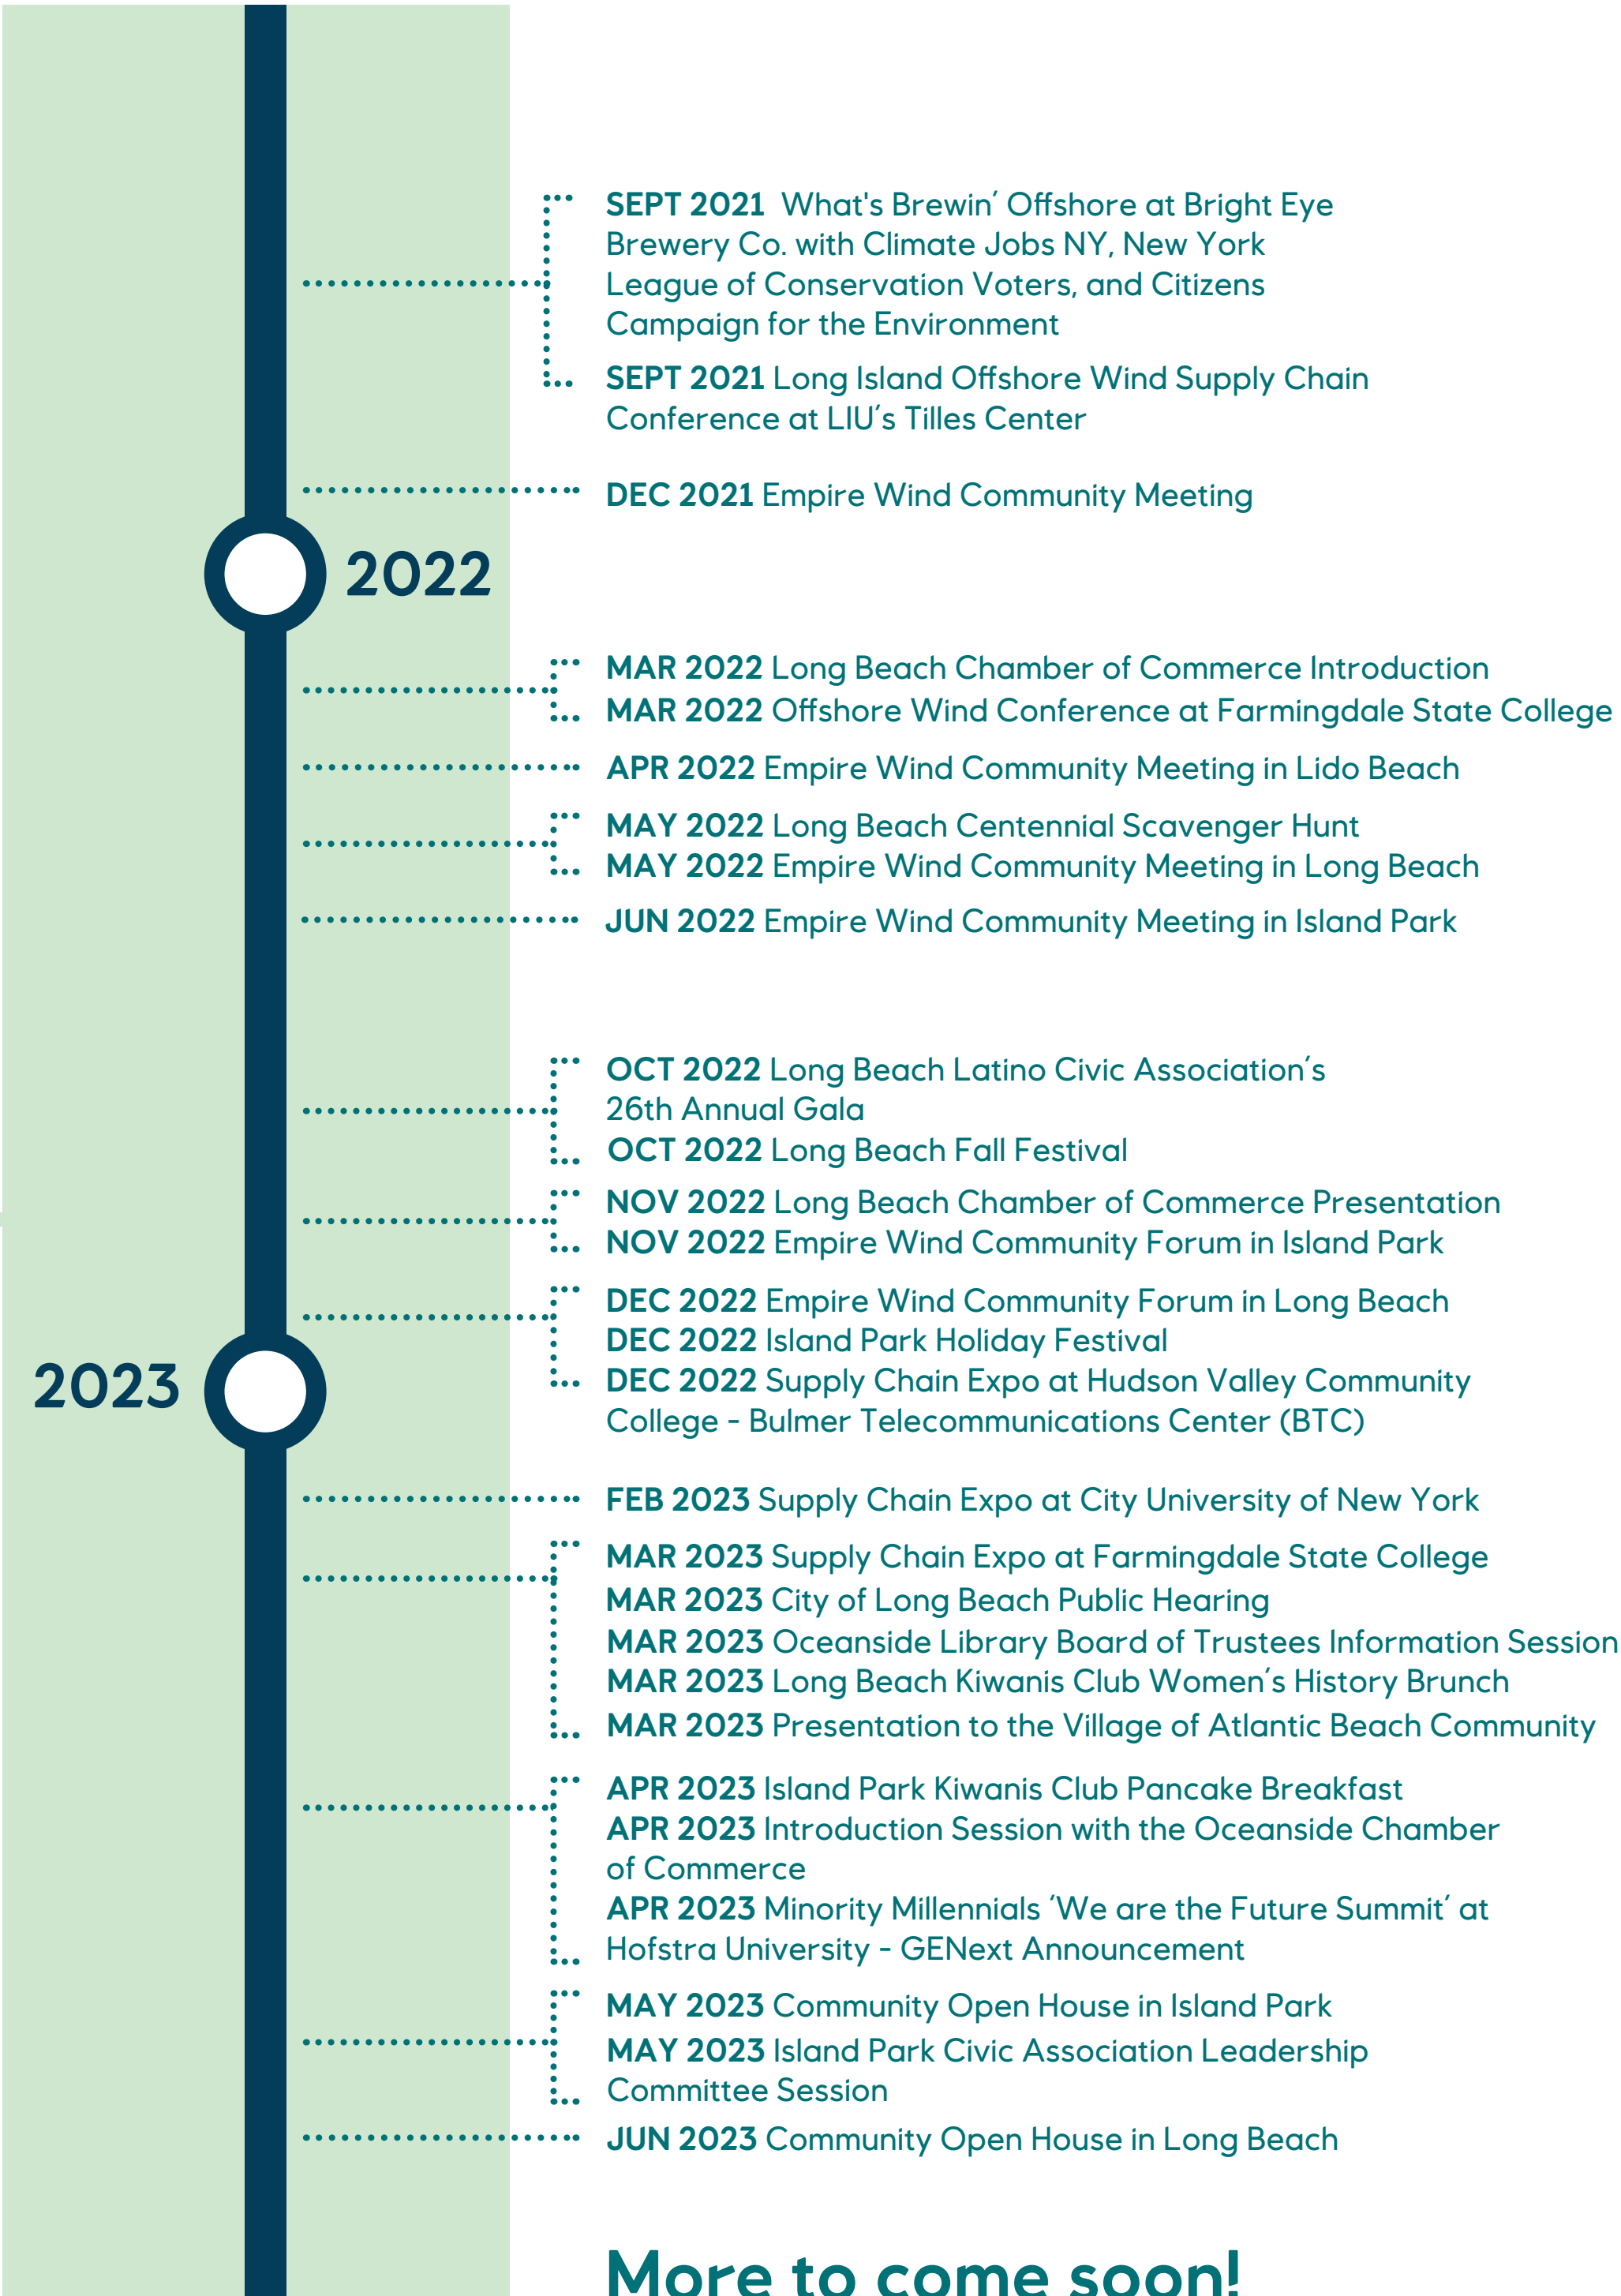 SEPT 2021 What's Brewin’ Offshore at Bright Eye
Brewery Co. with Climate Jobs NY, New York
League of Conservation Voters, and Citizens
Campaign for the Environment
SEPT 2021 Long Island Offshore Wind Supply Chain
Conference at LIU’s Tilles Center
DEC 2021 Empire Wind Community Meeting
2022
MAR 2022 Long Beach Chamber of Commerce Introduction
MAR 2022 Offshore Wind Conference at Farmingdale State College
APR 2022 Empire Wind Community Meeting in Lido Beach
MAY 2022 Long Beach Centennial Scavenger Hunt
MAY 2022 Empire Wind Community Meeting in Long Beach
JUN 2022 Empire Wind Community Meeting in Island Park
OCT 2022 Long Beach Latino Civic Association’s
26th Annual Gala
OCT 2022 Long Beach Fall Festival
NOV 2022 Long Beach Chamber of Commerce Presentation
NOV 2022 Empire Wind Community Forum in Island Park
DEC 2022 Empire Wind Community Forum in Long Beach
DEC 2022 Island Park Holiday Festival
DEC 2022 Supply Chain Expo at Hudson Valley Community
College - Bulmer Telecommunications Center (BTC)
2023
FEB 2023 Supply Chain Expo at City University of New York
MAR 2023 Supply Chain Expo at Farmingdale State College
MAR 2023 City of Long Beach Public Hearing
MAR 2023 Oceanside Library Board of Trustees Information Session
MAR 2023 Long Beach Kiwanis Club Women’s History Brunch
MAR 2023 Presentation to the Village of Atlantic Beach Community
APR 2023 Island Park Kiwanis Club Pancake Breakfast
APR 2023 Introduction Session with the Oceanside Chamber
of Commerce
APR 2023 Minority Millennials ‘We are the Future Summit’ at
Hofstra University - GENext Announcement
MAY 2023 Community Open House in Island Park
MAY 2023 Island Park Civic Association Leadership
Committee Session
JUN 2023 Community Open House in Long Beach
More to come soon!